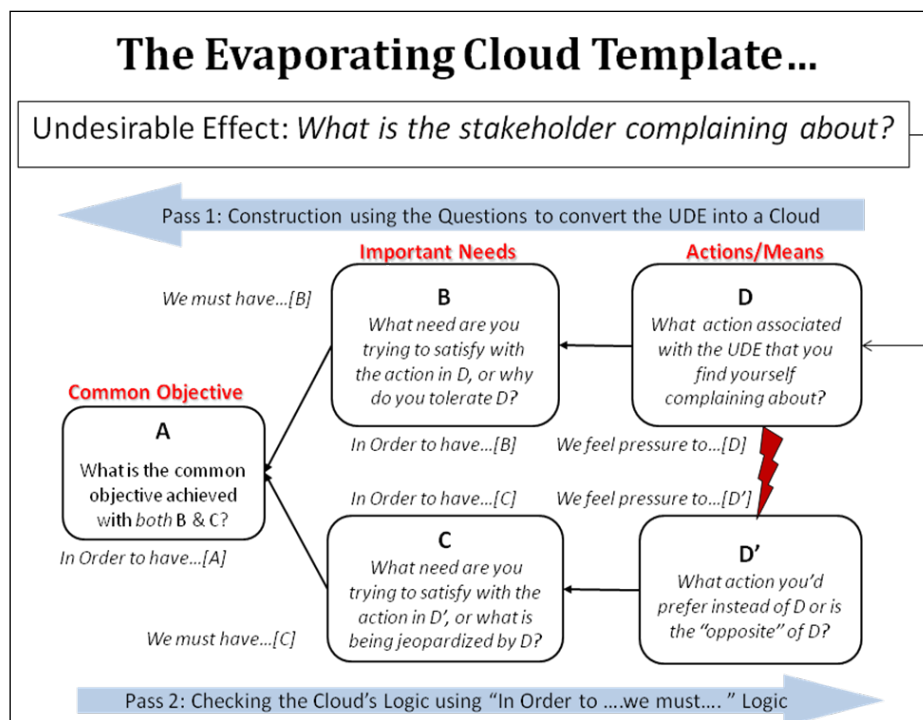 The Evaporating Cloud Template...
Undesirable Effect: What is the stakeholder complaining about?
Pass 1: Construction using the Questions to convert the UDE into a Cloud
Important Needs
Actions/Means
We must have...[B]
B
What need are you
trying to satisfy with
the action in D, or why
do you tolerate D?
D
What action associated
with the UDE that you
find yourself
complaining about?
Common Objective
A
What is the common
objective achieved
with both B & C?
In Order to have...[A]
In Order to have...[B]
We feel pressure to...[D]
In Order to have...[C]
We feel pressure to...[D']
We must have...[C]
C
What need are you
trying to satisfy with the
action in D', or what is
being jeopardized by D?
D'
What action you'd
prefer instead of D or is
the "opposite" of D?
Pass 2: Checking the Cloud's Logic using "In Order to ....we must.... " Logic